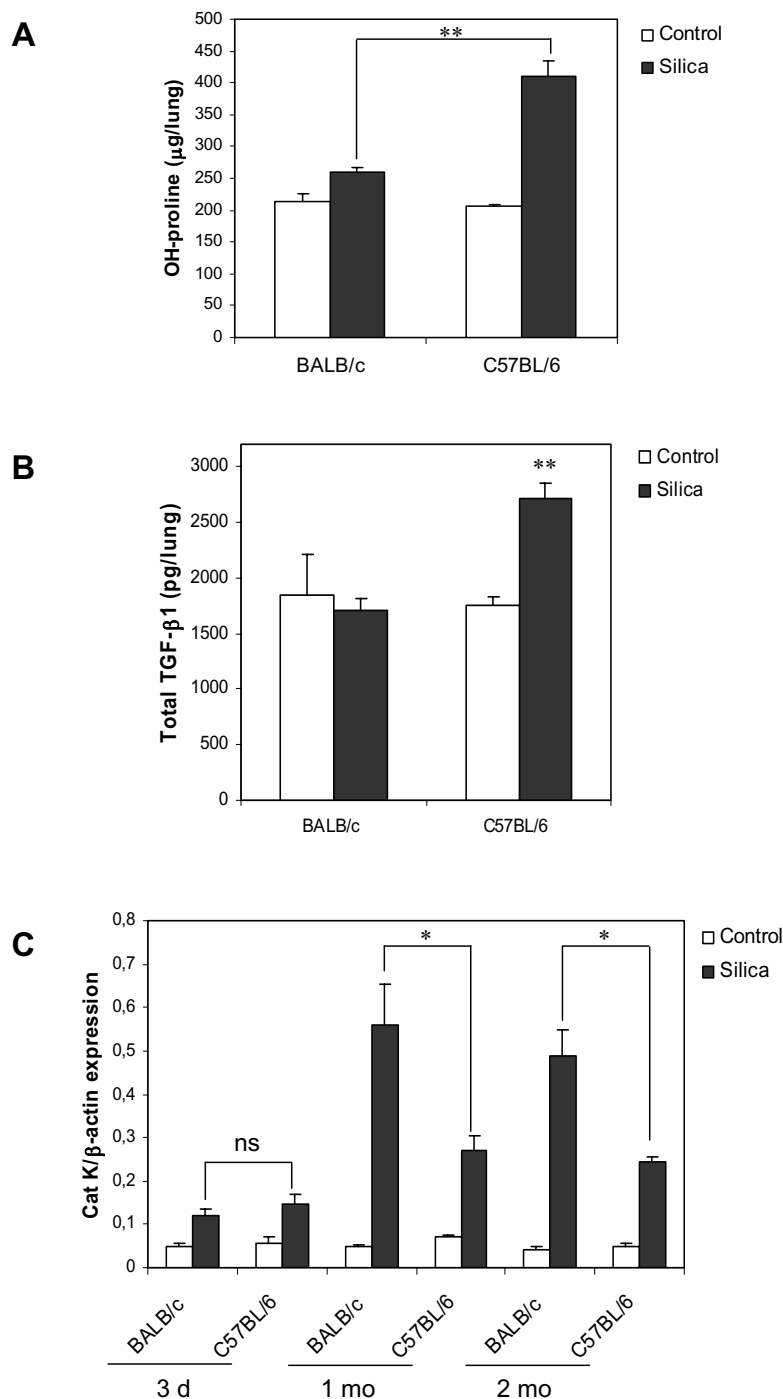 A
500
450
400
350
300
250
200
150
100
50
0
OH-proline (µg/lung)
**
Control
Silica
BALB/c
C57BL/6
B
3000
2500
2000
1500
1000
500
0
Total TGF-β1 (pg/lung)
**
Control
Silica
BALB/c
C57BL/6
C
0,8
0,7
0,6
0,5
0,4
0,3
0,2
0,1
0
Cat K/β-actin expression
ns
*
*
Control
Silica
BALB/c
C57BL/6
BALB/c
C57BL/6
BALB/c
C57BL/6
3 d
1 mo
2 mo